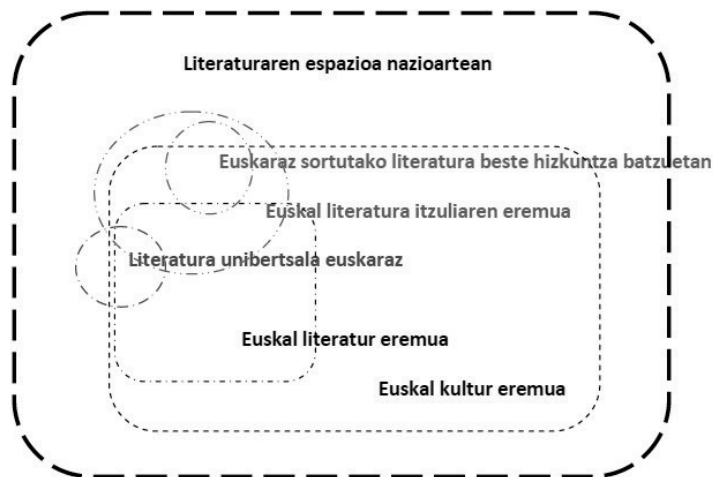 Literaturaren espazioa nazioartean
Euskaraz sortutako literatura beste hizkuntza batzuetan
Euskal literatura itzuliaren eremua
Literatura unibertsala euskaraz
Euskal literatur eremua
Euskal kultur eremua